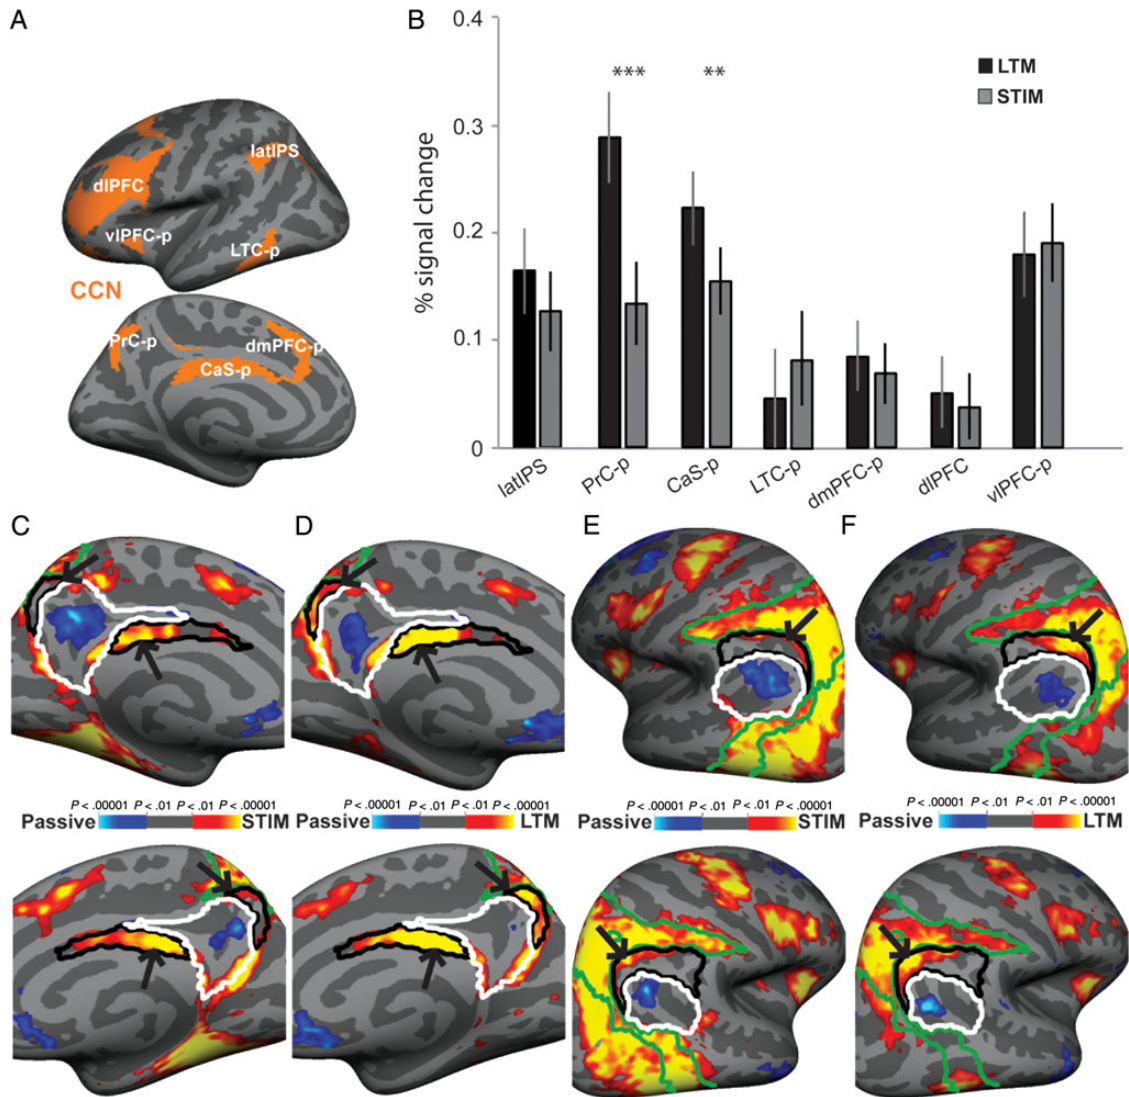 A
latIPS
dlPFC
vlPFC-p
LTC-p
CCN
PrC-p
dmPFC-p
CaS-p
B
0.4
0.3
0.2
0.1
0
% signal change
***
**
LTM
STIM
latIPS
PrC-p
CaS-p
LTC-p
dmPFC-p
dlPFC
vlPFC-p
C
D
E
F
P < .00001 P < .01 P < .01 P < .00001
Passive STIM
P < .00001 P < .01 P < .01 P < .00001
Passive LTM
P < .00001 P < .01 P < .01 P < .00001
Passive STIM
P < .00001 P < .01 P < .01 P < .00001
Passive LTM